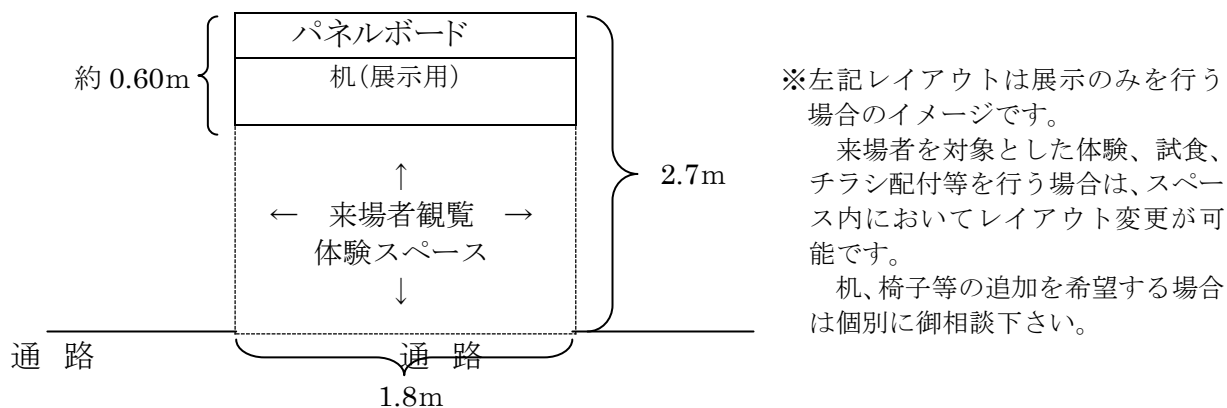 パネルボード
机(展示用)
約 0.60m
↑
← 来場者観覧 →
体験スペース
↓
2.7m
通 路
通 路
1.8m
※左記レイアウトは展示のみを行う
場合のイメージです。
来場者を対象とした体験、試食、
チラシ配付等を行う場合は、スペー
ス内においてレイアウト変更が可
能です。
机、椅子等の追加を希望する場合
は個別に御相談下さい。